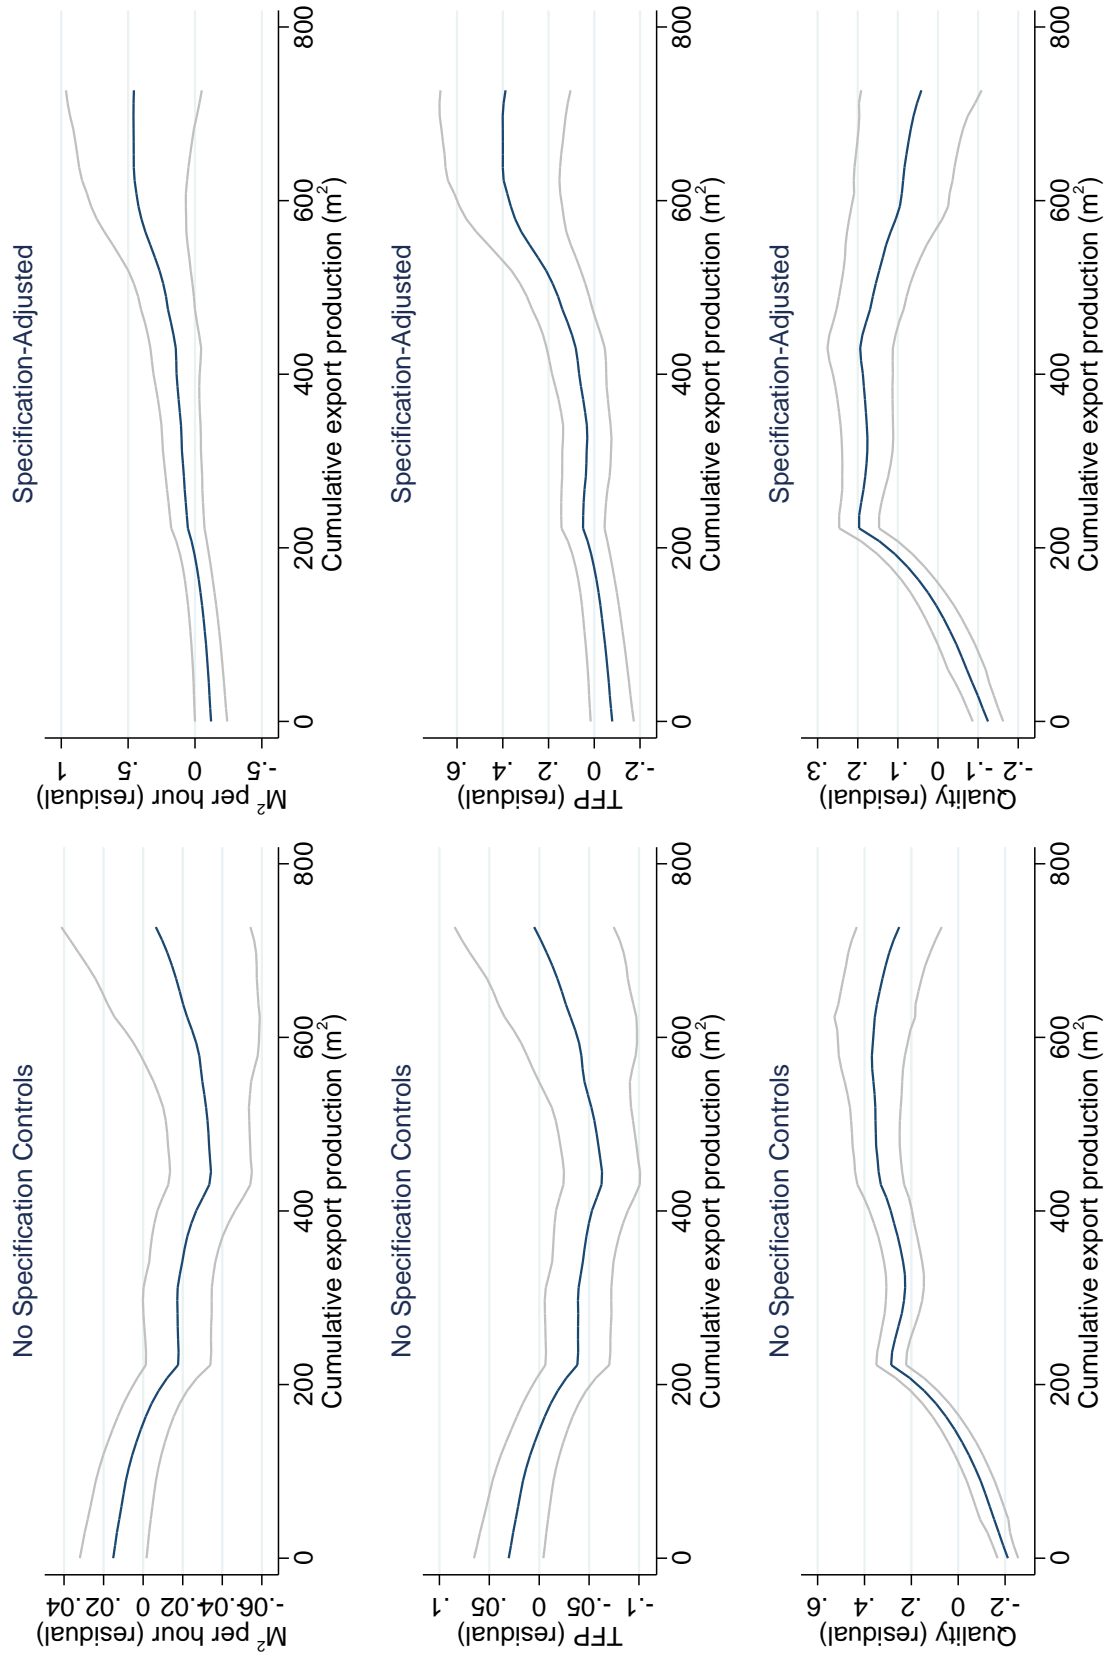 No Specification Controls
M² per hour (residual)
.04
.02
0
-.02
-.04
-.06
0 200 400 600 800
Cumulative export production (m²)
Specification-Adjusted
M² per hour (residual)
1
.5
0
-.5
0 200 400 600 800
Cumulative export production (m²)
No Specification Controls
TFP (residual)
.1
.05
0
-.05
-.1
0 200 400 600 800
Cumulative export production (m²)
Specification-Adjusted
TFP (residual)
.6
.4
.2
0
-.2
0 200 400 600 800
Cumulative export production (m²)
No Specification Controls
Quality (residual)
.6
.4
.2
0
-.2
0 200 400 600 800
Cumulative export production (m²)
Specification-Adjusted
Quality (residual)
.3
.2
.1
0
-.1
-.2
0 200 400 600 800
Cumulative export production (m²)